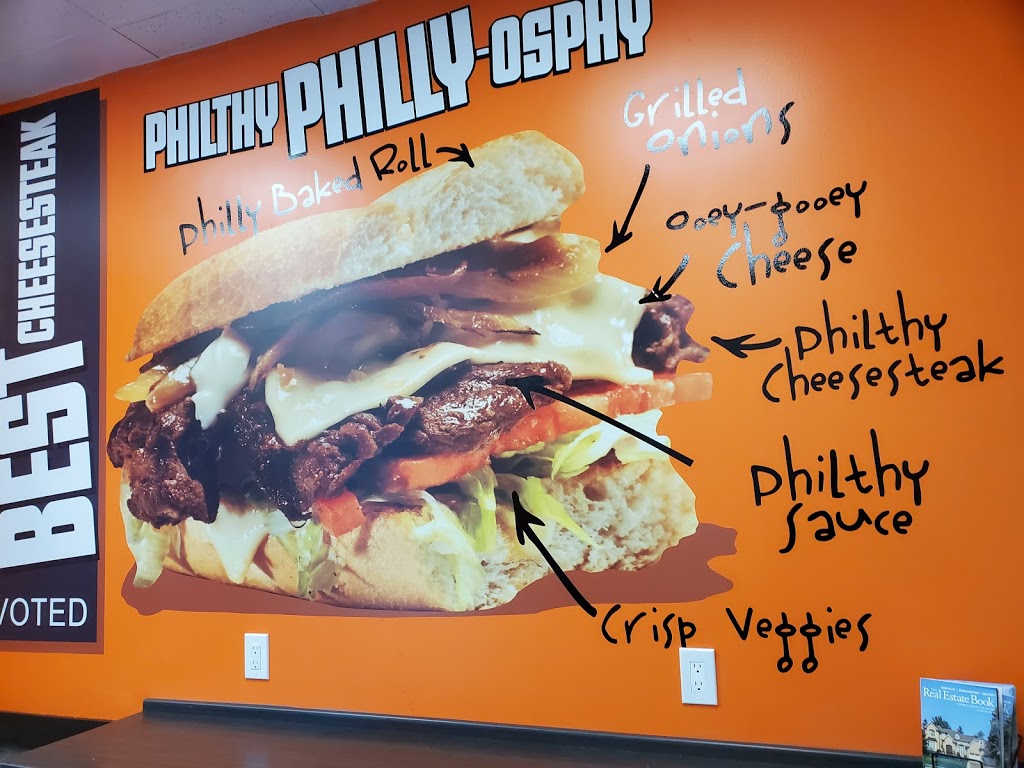 PHILTHY PHILLY-OSPHY
philly Baked Roll
Grilled
onions
ooey-gooey
Cheese
philthy
cheesesteak
philthy
sauce
Crisp Veggies
BEST CHEESESTEAK
VOTED
The Real Estate Book